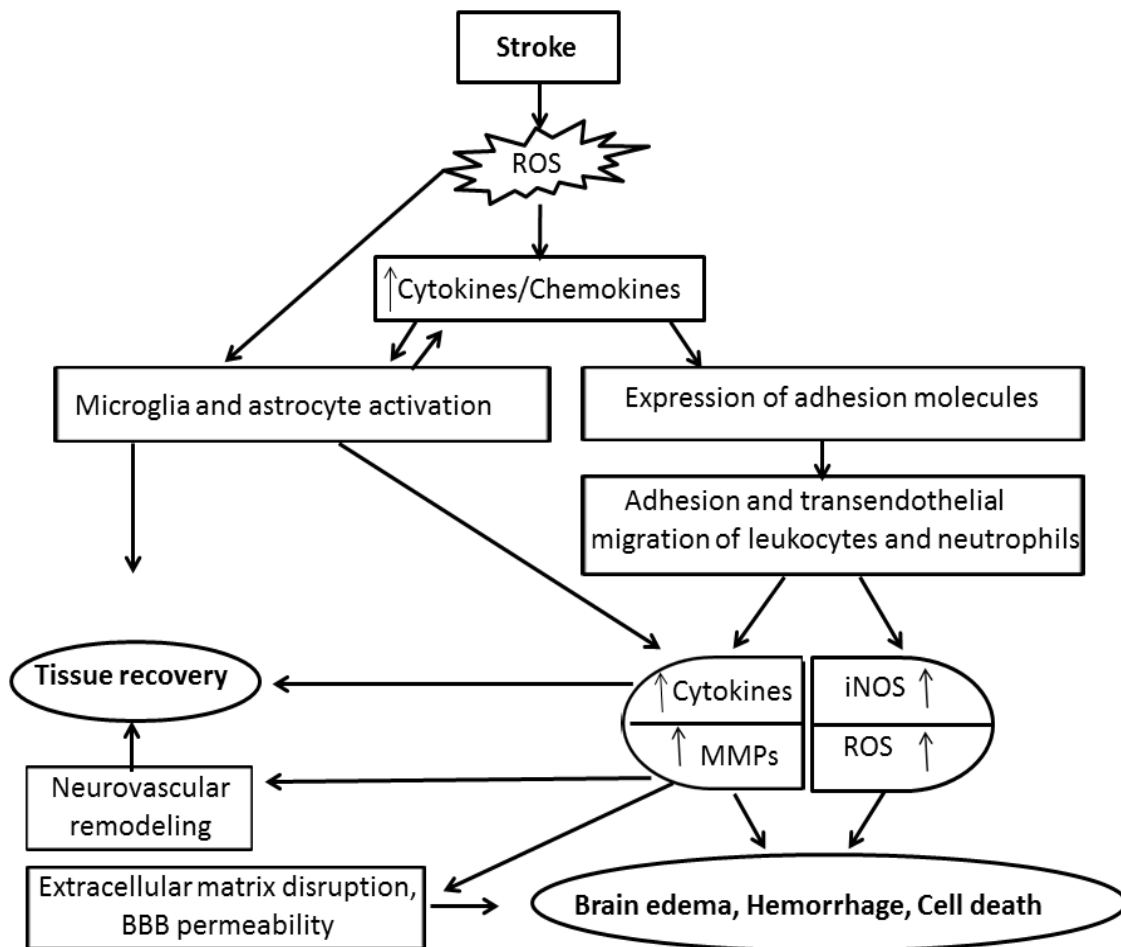 Stroke
ROS
↑Cytokines/Chemokines
Microglia and astrocyte activation
Expression of adhesion molecules
Adhesion and transendothelial
migration of leukocytes and neutrophils
Tissue recovery
↑Cytokines
iNOS ↑
↑ MMPs
ROS ↑
Neurovascular
remodeling
Extracellular matrix disruption,
BBB permeability
Brain edema, Hemorrhage, Cell death